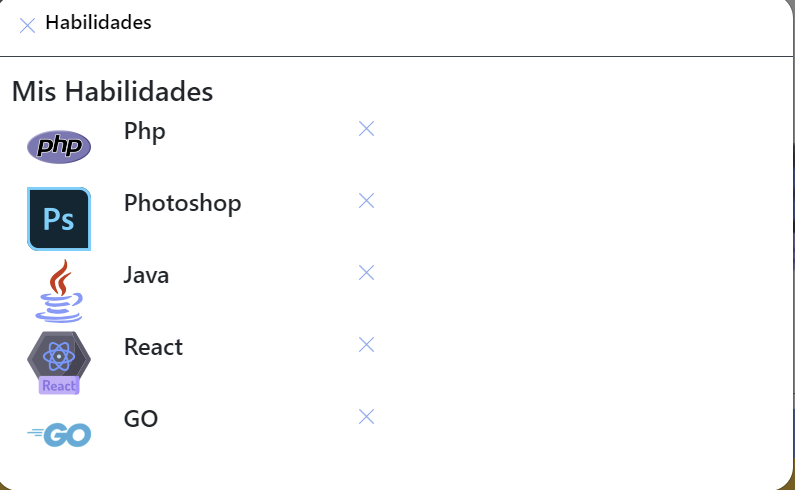 Habilidades
Mis Habilidades
php Php
Ps Photoshop
Java
React
React
GO GO